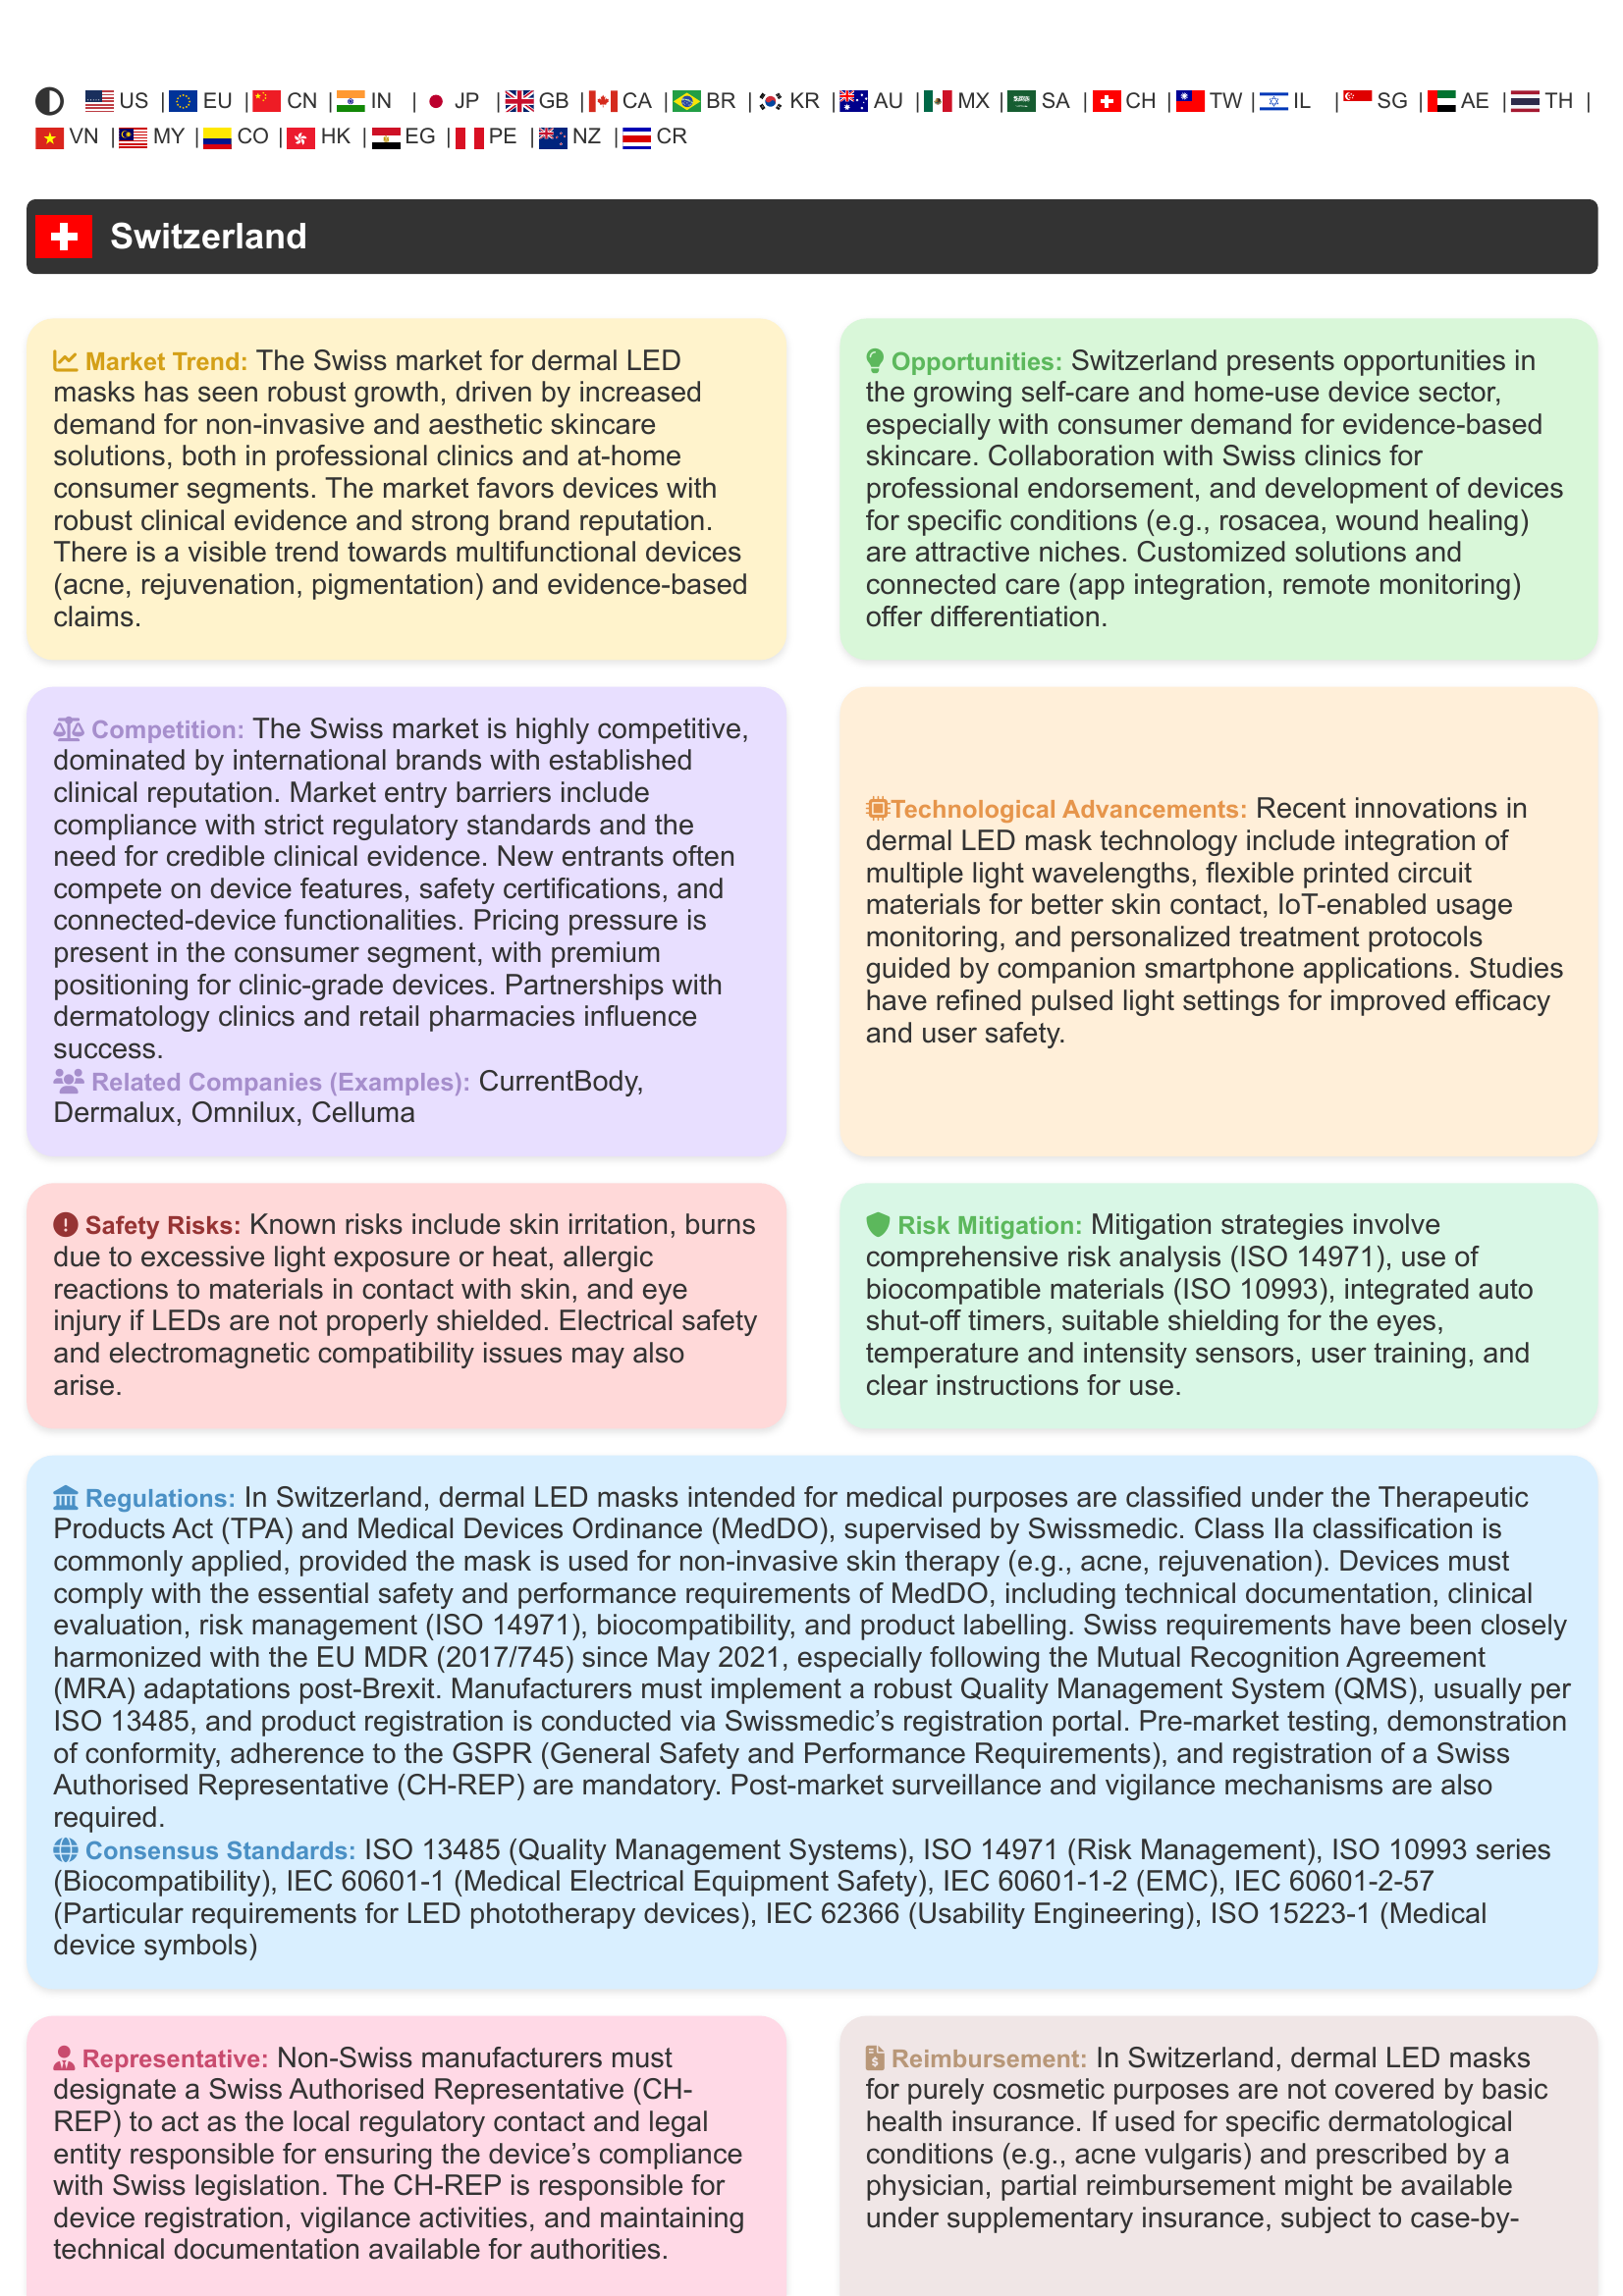 US | EU | CN | IN | JP | GB | CA | BR | KR | AU | MX | SA | CH | TW | IL | SG | AE | TH |
VN | MY | CO | HK | EG | PE | NZ | CR
Switzerland
Market Trend: The Swiss market for dermal LED
masks has seen robust growth, driven by increased
demand for non-invasive and aesthetic skincare
solutions, both in professional clinics and at-home
consumer segments. The market favors devices with
robust clinical evidence and strong brand reputation.
There is a visible trend towards multifunctional devices
(acne, rejuvenation, pigmentation) and evidence-based
claims.
Opportunities: Switzerland presents opportunities in
the growing self-care and home-use device sector,
especially with consumer demand for evidence-based
skincare. Collaboration with Swiss clinics for
professional endorsement, and development of devices
for specific conditions (e.g., rosacea, wound healing)
are attractive niches. Customized solutions and
connected care (app integration, remote monitoring)
offer differentiation.
Competition: The Swiss market is highly competitive,
dominated by international brands with established
clinical reputation. Market entry barriers include
compliance with strict regulatory standards and the
need for credible clinical evidence. New entrants often
compete on device features, safety certifications, and
connected-device functionalities. Pricing pressure is
present in the consumer segment, with premium
positioning for clinic-grade devices. Partnerships with
dermatology clinics and retail pharmacies influence
success.
Related Companies (Examples): CurrentBody,
Dermalux, Omnilux, Celluma
Technological Advancements: Recent innovations in
dermal LED mask technology include integration of
multiple light wavelengths, flexible printed circuit
materials for better skin contact, IoT-enabled usage
monitoring, and personalized treatment protocols
guided by companion smartphone applications. Studies
have refined pulsed light settings for improved efficacy
and user safety.
Safety Risks: Known risks include skin irritation, burns
due to excessive light exposure or heat, allergic
reactions to materials in contact with skin, and eye
injury if LEDs are not properly shielded. Electrical safety
and electromagnetic compatibility issues may also
arise.
Risk Mitigation: Mitigation strategies involve
comprehensive risk analysis (ISO 14971), use of
biocompatible materials (ISO 10993), integrated auto
shut-off timers, suitable shielding for the eyes,
temperature and intensity sensors, user training, and
clear instructions for use.
Regulations: In Switzerland, dermal LED masks intended for medical purposes are classified under the Therapeutic
Products Act (TPA) and Medical Devices Ordinance (MedDO), supervised by Swissmedic. Class IIa classification is
commonly applied, provided the mask is used for non-invasive skin therapy (e.g., acne, rejuvenation). Devices must
comply with the essential safety and performance requirements of MedDO, including technical documentation, clinical
evaluation, risk management (ISO 14971), biocompatibility, and product labelling. Swiss requirements have been closely
harmonized with the EU MDR (2017/745) since May 2021, especially following the Mutual Recognition Agreement
(MRA) adaptations post-Brexit. Manufacturers must implement a robust Quality Management System (QMS), usually per
ISO 13485, and product registration is conducted via Swissmedic’s registration portal. Pre-market testing, demonstration
of conformity, adherence to the GSPR (General Safety and Performance Requirements), and registration of a Swiss
Authorised Representative (CH-REP) are mandatory. Post-market surveillance and vigilance mechanisms are also
required.
Consensus Standards: ISO 13485 (Quality Management Systems), ISO 14971 (Risk Management), ISO 10993 series
(Biocompatibility), IEC 60601-1 (Medical Electrical Equipment Safety), IEC 60601-1-2 (EMC), IEC 60601-2-57
(Particular requirements for LED phototherapy devices), IEC 62366 (Usability Engineering), ISO 15223-1 (Medical
device symbols)
Representative: Non-Swiss manufacturers must
designate a Swiss Authorised Representative (CH-
REP) to act as the local regulatory contact and legal
entity responsible for ensuring the device’s compliance
with Swiss legislation. The CH-REP is responsible for
device registration, vigilance activities, and maintaining
technical documentation available for authorities.
Reimbursement: In Switzerland, dermal LED masks
for purely cosmetic purposes are not covered by basic
health insurance. If used for specific dermatological
conditions (e.g., acne vulgaris) and prescribed by a
physician, partial reimbursement might be available
under supplementary insurance, subject to case-by-